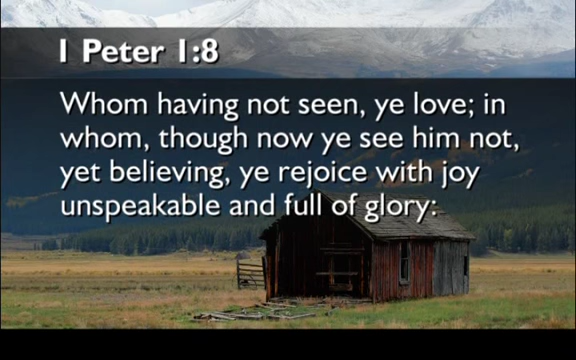 1 Peter 1:8
Whom having not seen, ye love; in
whom, though now ye see him not,
yet believing, ye rejoice with joy
unspeakable and full of glory: